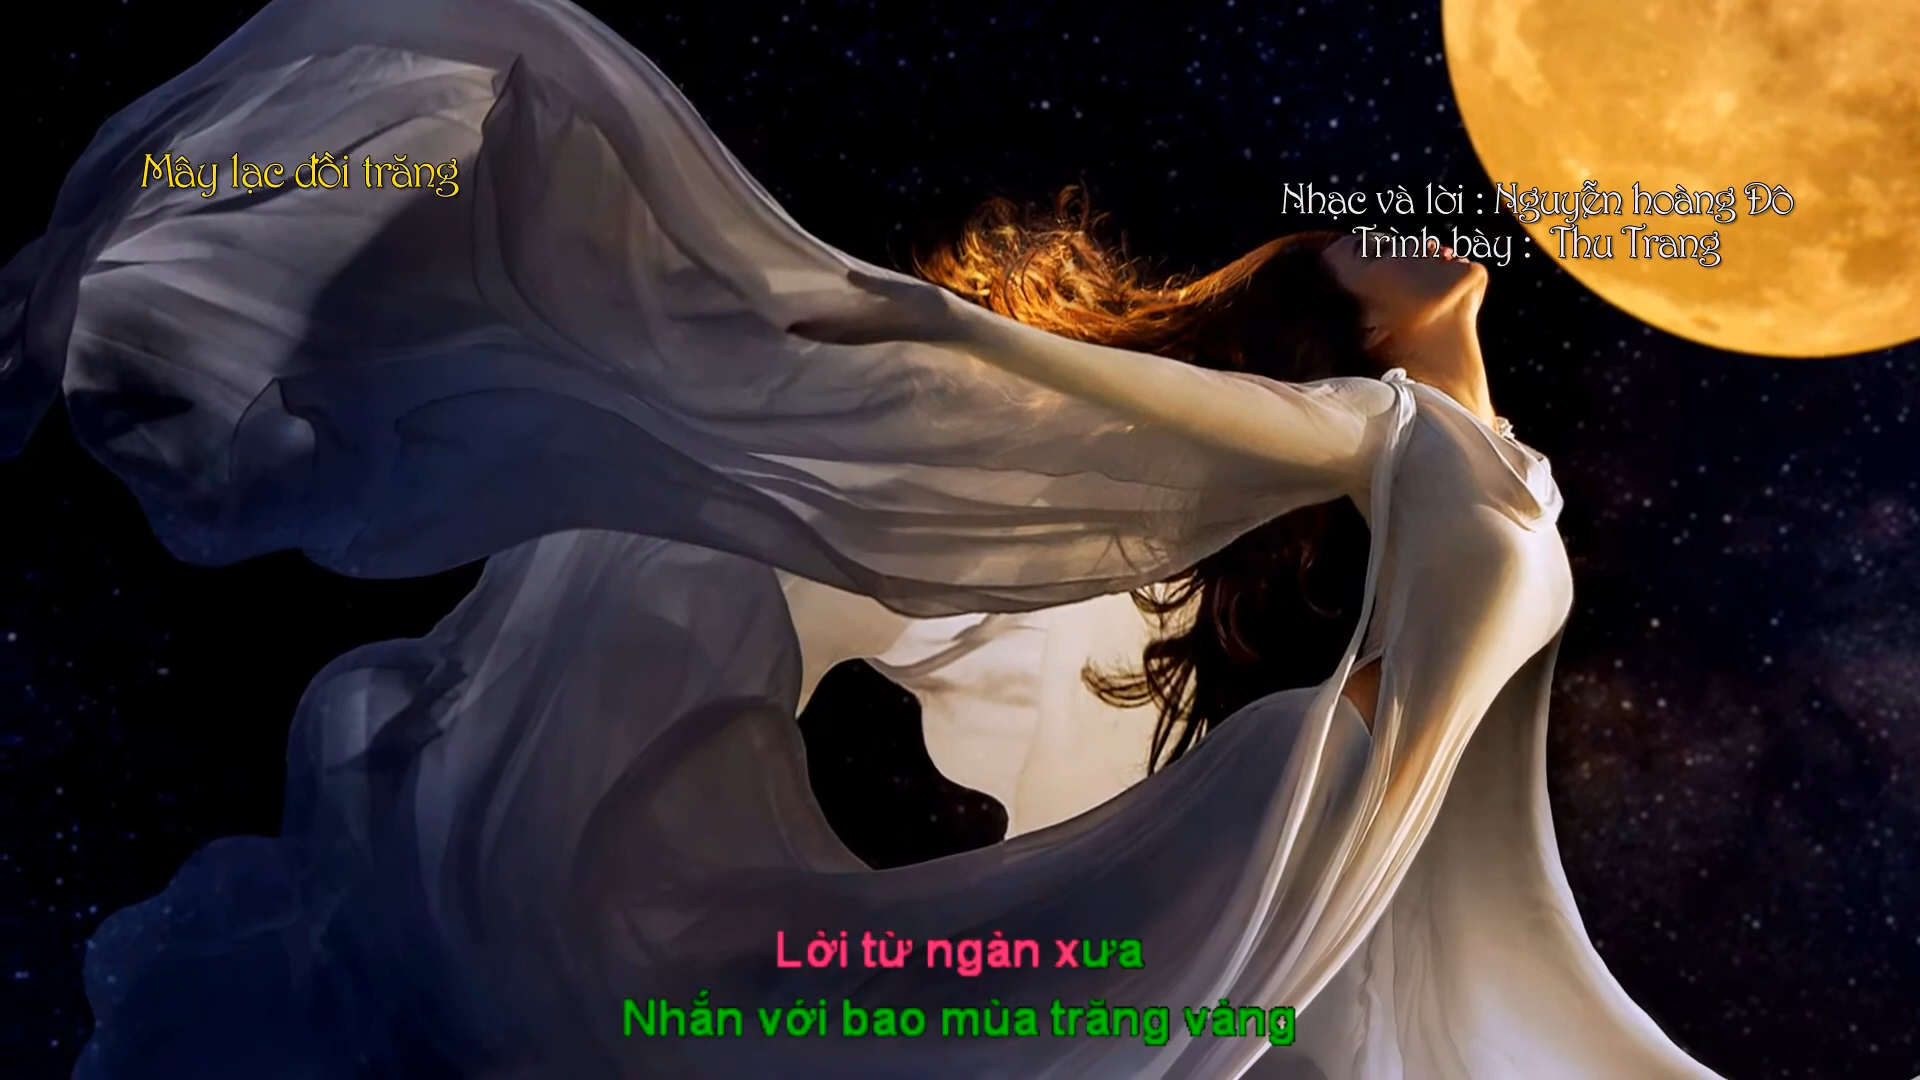 Mây lạc đồi trăng
Nhạc và lời : Nguyễn hoàng Đô
Trình bày : Thu Trang
Lời từ ngàn xưa
Nhắn với bao mùa trăng vàng